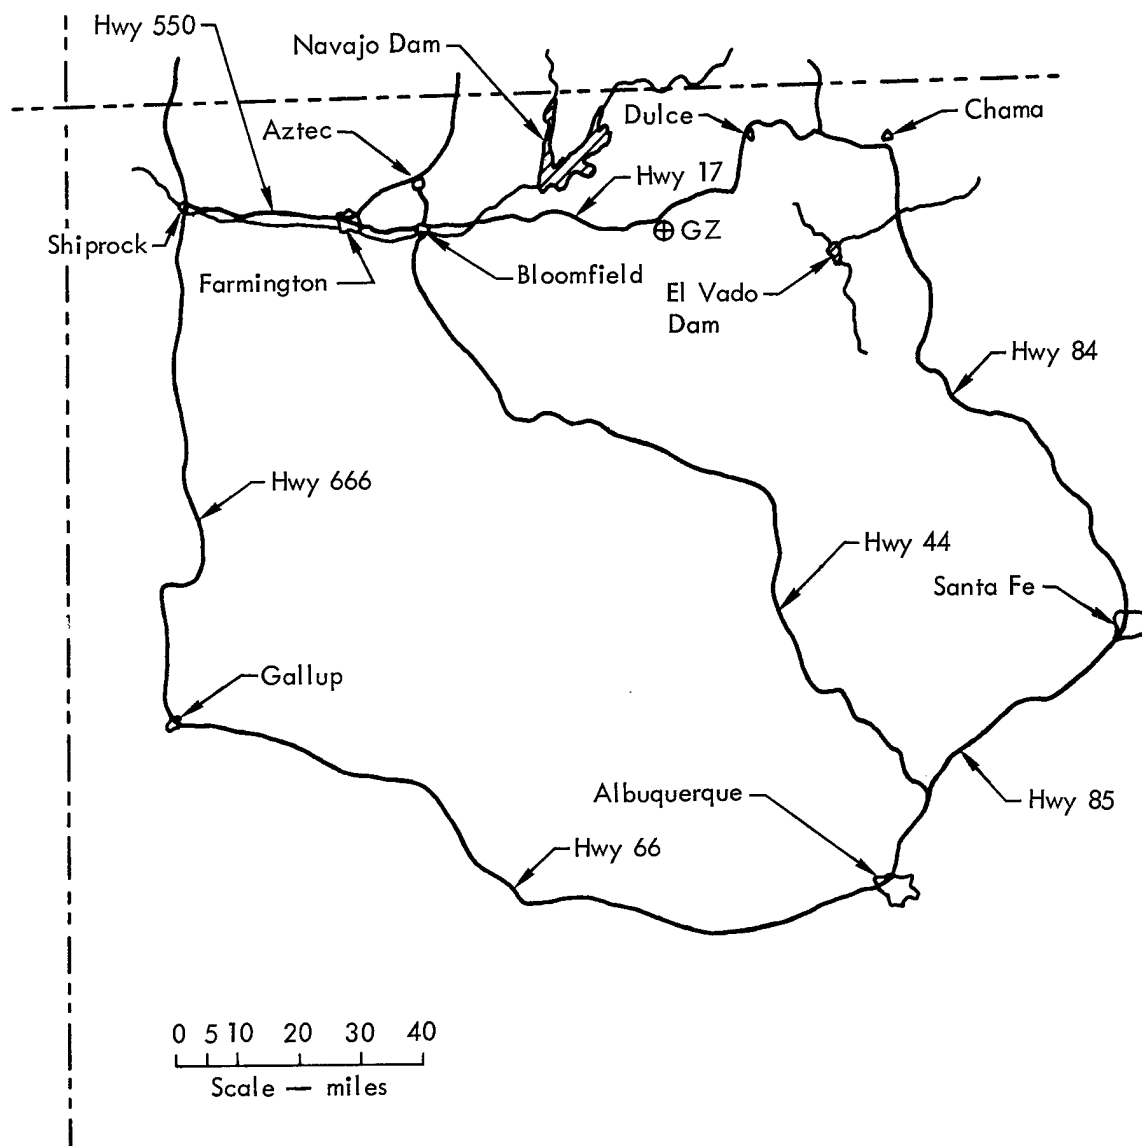 Hwy 550
Navajo Dam
Aztec
Dulce
Chama
Hwy 17
Shiprock
Farmington
Bloomfield
GZ
El Vado
Dam
Hwy 84
Hwy 666
Hwy 44
Santa Fe
Gallup
Albuquerque
Hwy 85
Hwy 66
0 5 10 20 30 40
Scale — miles